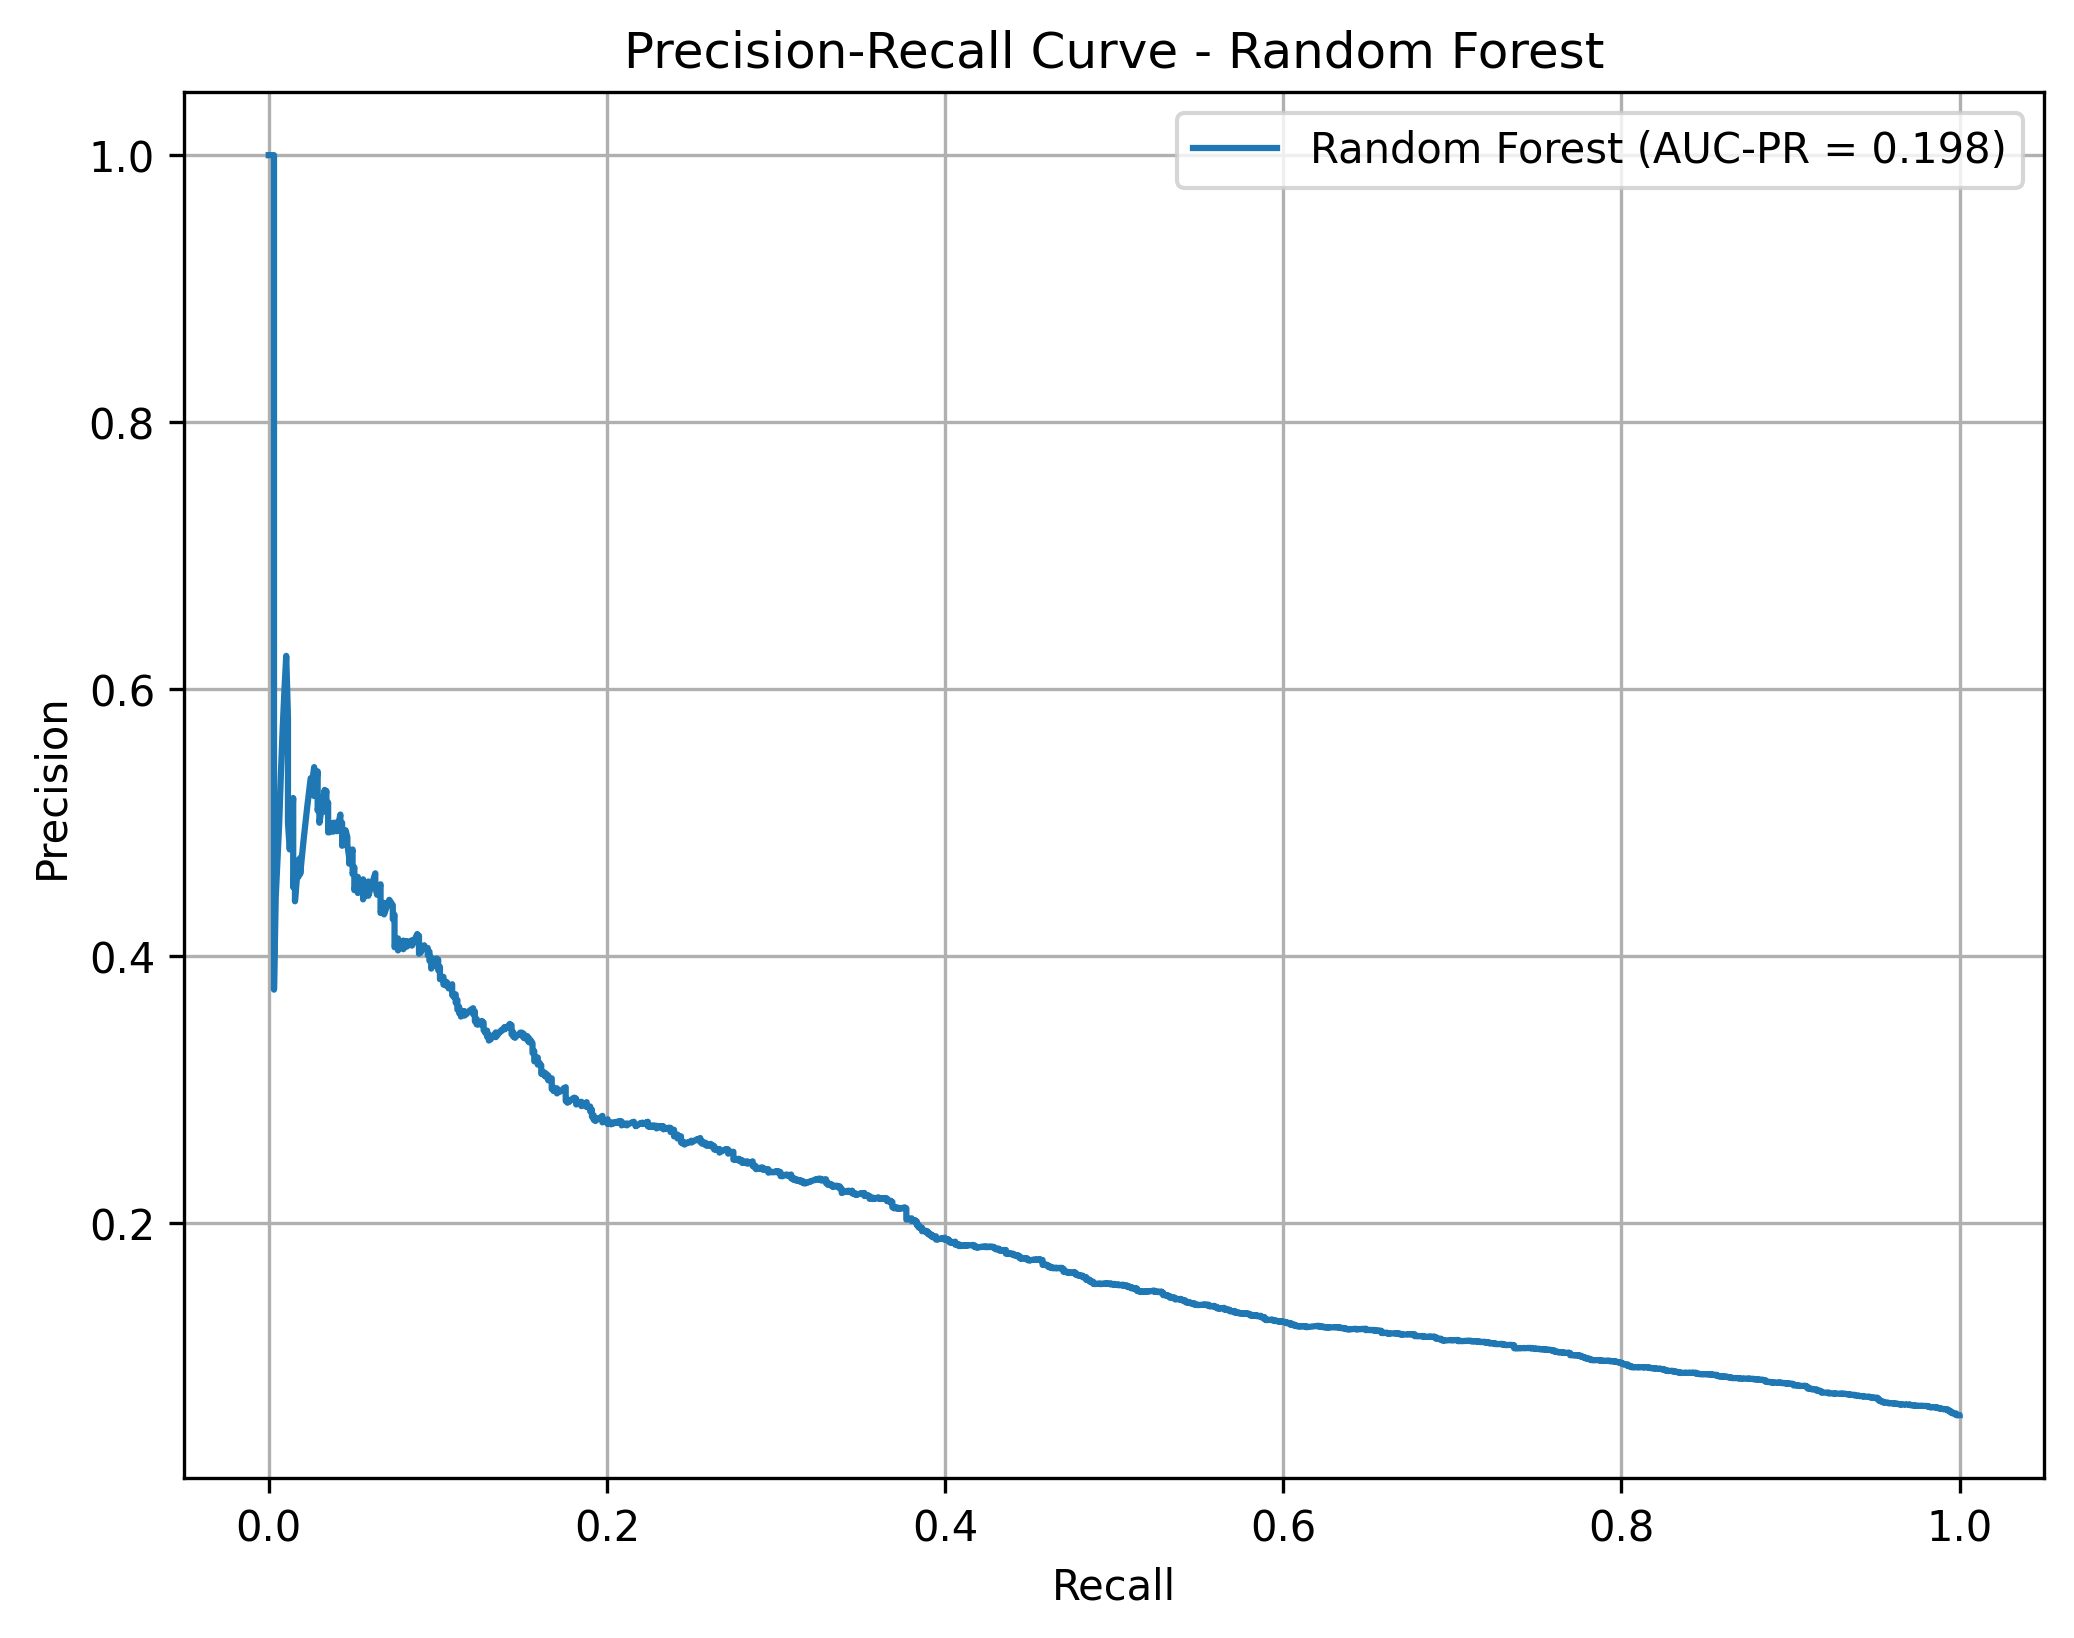 Precision-Recall Curve - Random Forest
Random Forest (AUC-PR = 0.198)
1.0
0.8
0.6
0.4
0.2
Precision
0.0 0.2 0.4 0.6 0.8 1.0
Recall